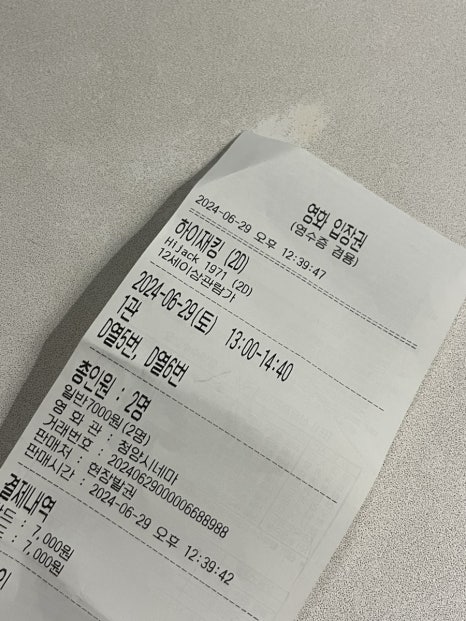 영화 입장권
(영수증 겸용)
2024-06-29 오후 12:39:47
하이재킹 (2D)
HiJack 1971 (2D)
12세이상관람가
2024-06-29(토) 13:00-14:40
1관
D열5번, D열6번
총인원 : 2명
일반7000원(2명)
영 화 관 : 청양시네마
거래번호 : 20240629000006688988
판매처 : 현장발권
판매시간 : 2024-06-29 오후 12:39:42
결제내역
카드 : 7,000원
: 7,000원